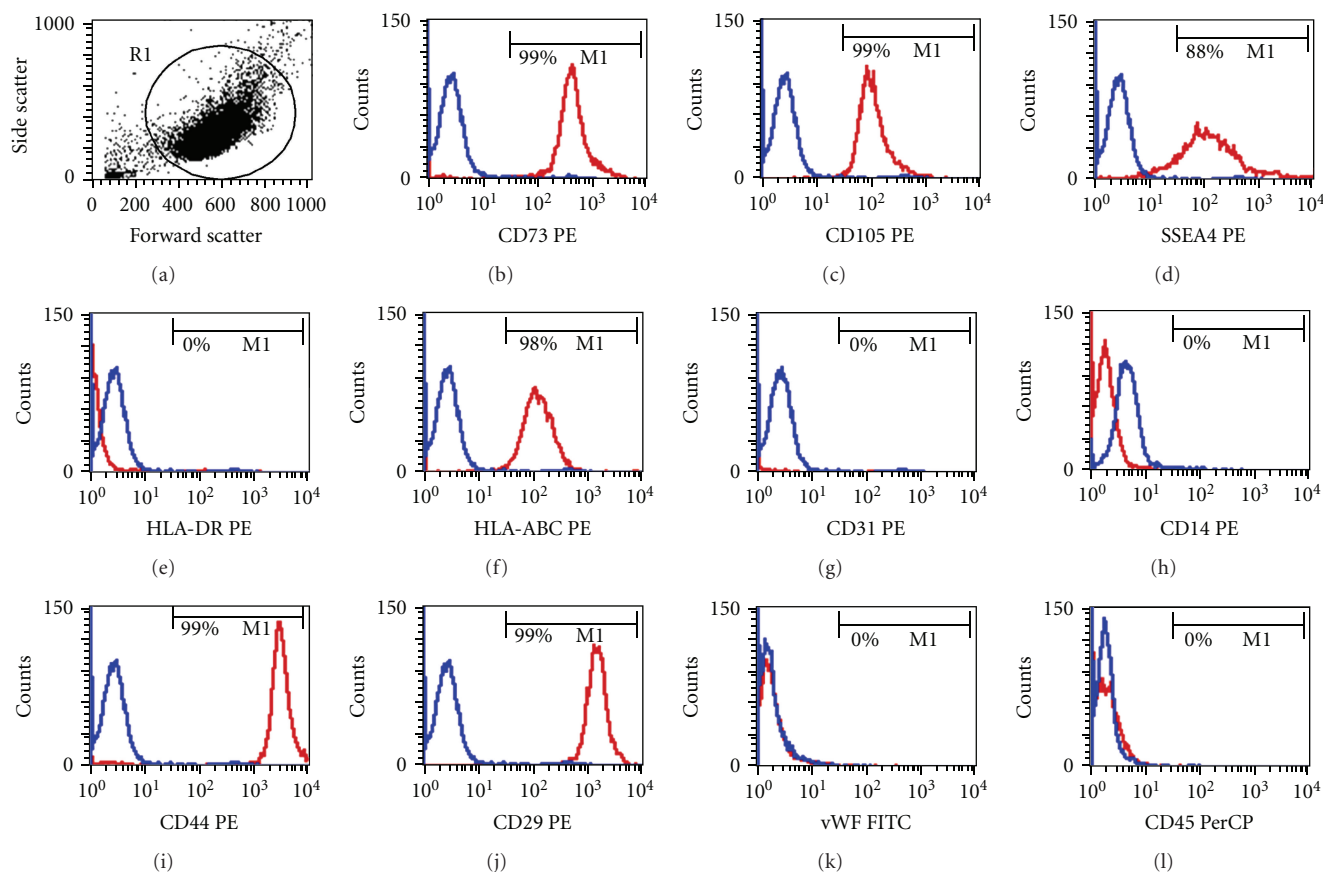 1000
Side scatter
0
R1
0 200 400 600 800 1000
Forward scatter
(a)
150
Counts
0
99% M1
10⁰ 10¹ 10² 10³ 10⁴
CD73 PE
(b)
150
Counts
0
99% M1
10⁰ 10¹ 10² 10³ 10⁴
CD105 PE
(c)
150
Counts
0
88% M1
10⁰ 10¹ 10² 10³ 10⁴
SSEA4 PE
(d)
150
Counts
0
0% M1
10⁰ 10¹ 10² 10³ 10⁴
HLA-DR PE
(e)
150
Counts
0
98% M1
10⁰ 10¹ 10² 10³ 10⁴
HLA-ABC PE
(f)
150
Counts
0
0% M1
10⁰ 10¹ 10² 10³ 10⁴
CD31 PE
(g)
150
Counts
0
0% M1
10⁰ 10¹ 10² 10³ 10⁴
CD14 PE
(h)
150
Counts
0
99% M1
10⁰ 10¹ 10² 10³ 10⁴
CD44 PE
(i)
150
Counts
0
99% M1
10⁰ 10¹ 10² 10³ 10⁴
CD29 PE
(j)
150
Counts
0
0% M1
10⁰ 10¹ 10² 10³ 10⁴
vWF FITC
(k)
150
Counts
0
0% M1
10⁰ 10¹ 10² 10³ 10⁴
CD45 PerCP
(l)